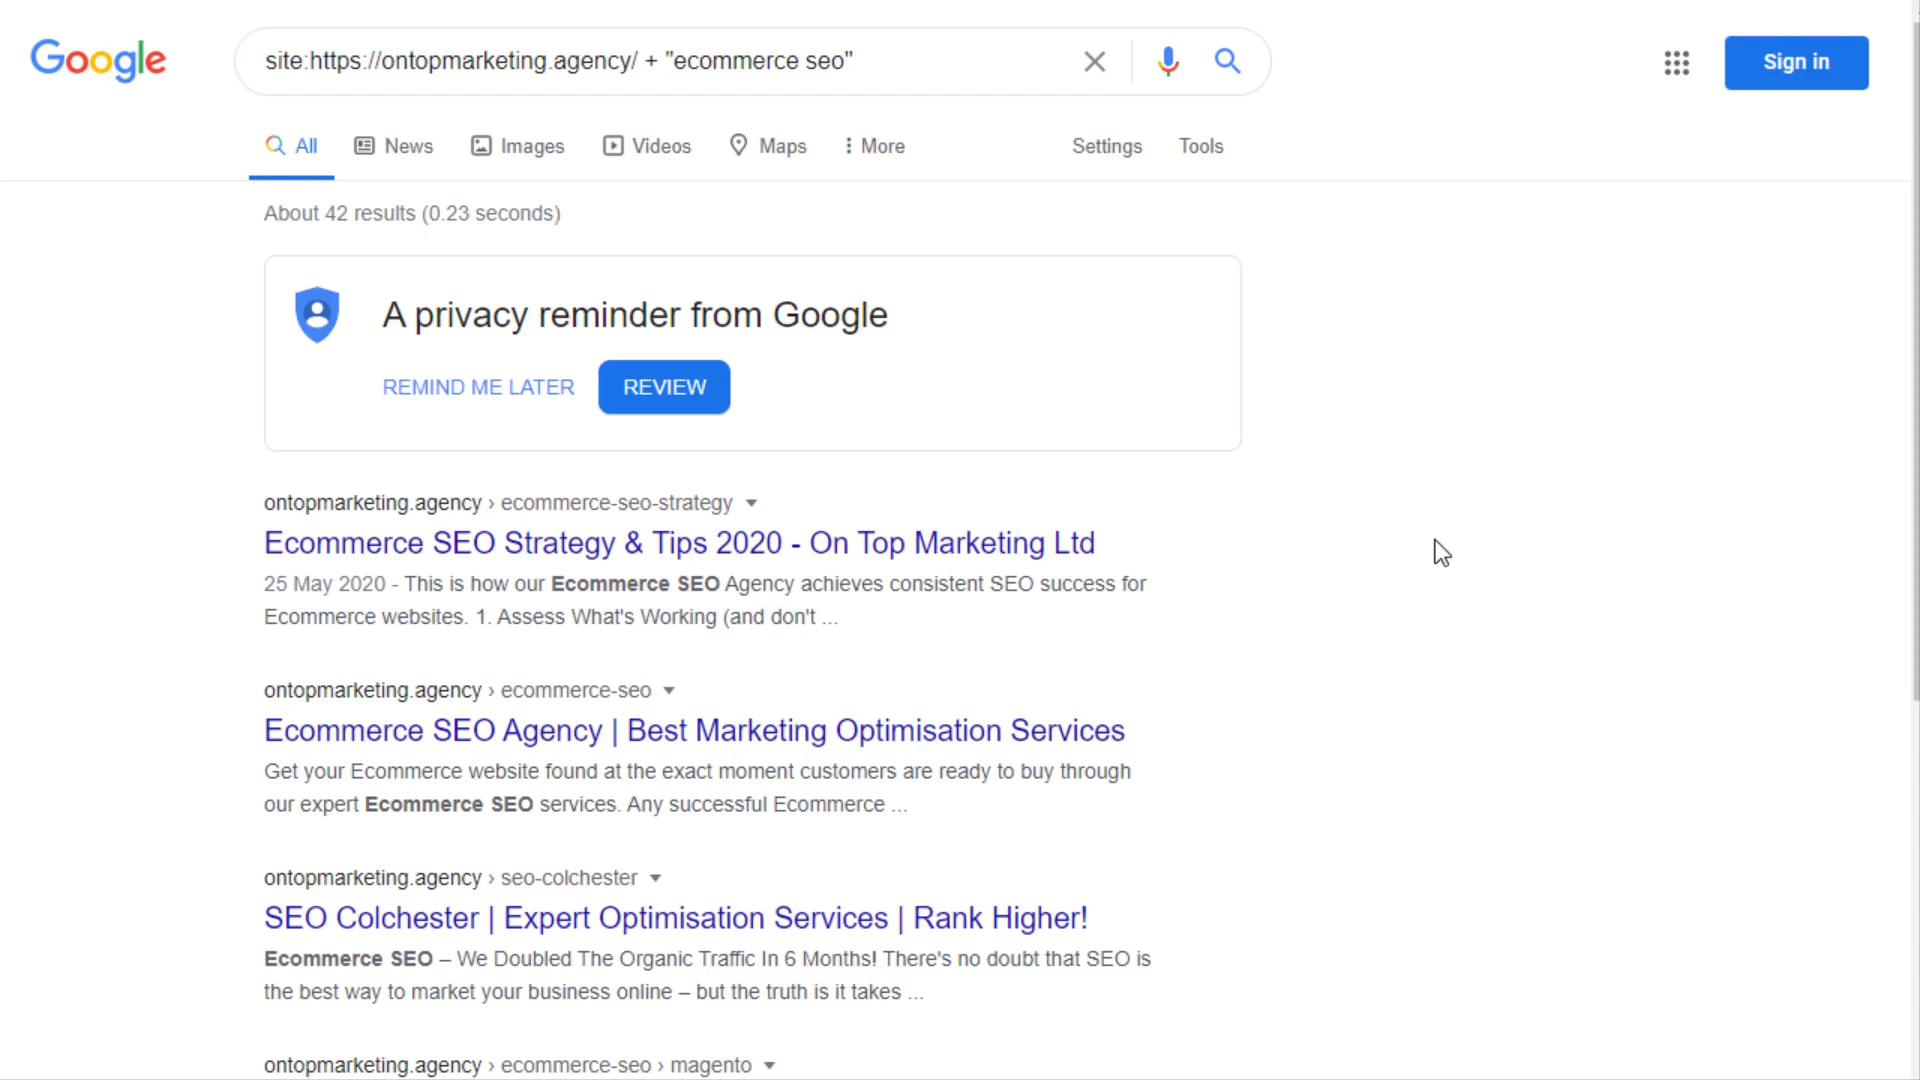 Google
site:https://ontopmarketing.agency/ + "ecommerce seo"
Sign in
All News Images Videos Maps More Settings Tools
About 42 results (0.23 seconds)
A privacy reminder from Google
REMIND ME LATER REVIEW
ontopmarketing.agency › ecommerce-seo-strategy
Ecommerce SEO Strategy & Tips 2020 - On Top Marketing Ltd
25 May 2020 - This is how our Ecommerce SEO Agency achieves consistent SEO success for
Ecommerce websites. 1. Assess What's Working (and don't ...
ontopmarketing.agency › ecommerce-seo
Ecommerce SEO Agency | Best Marketing Optimisation Services
Get your Ecommerce website found at the exact moment customers are ready to buy through
our expert Ecommerce SEO services. Any successful Ecommerce ...
ontopmarketing.agency › seo-colchester
SEO Colchester | Expert Optimisation Services | Rank Higher!
Ecommerce SEO – We Doubled The Organic Traffic In 6 Months! There's no doubt that SEO is
the best way to market your business online – but the truth is it takes ...
ontopmarketing.agency › ecommerce-seo › magento